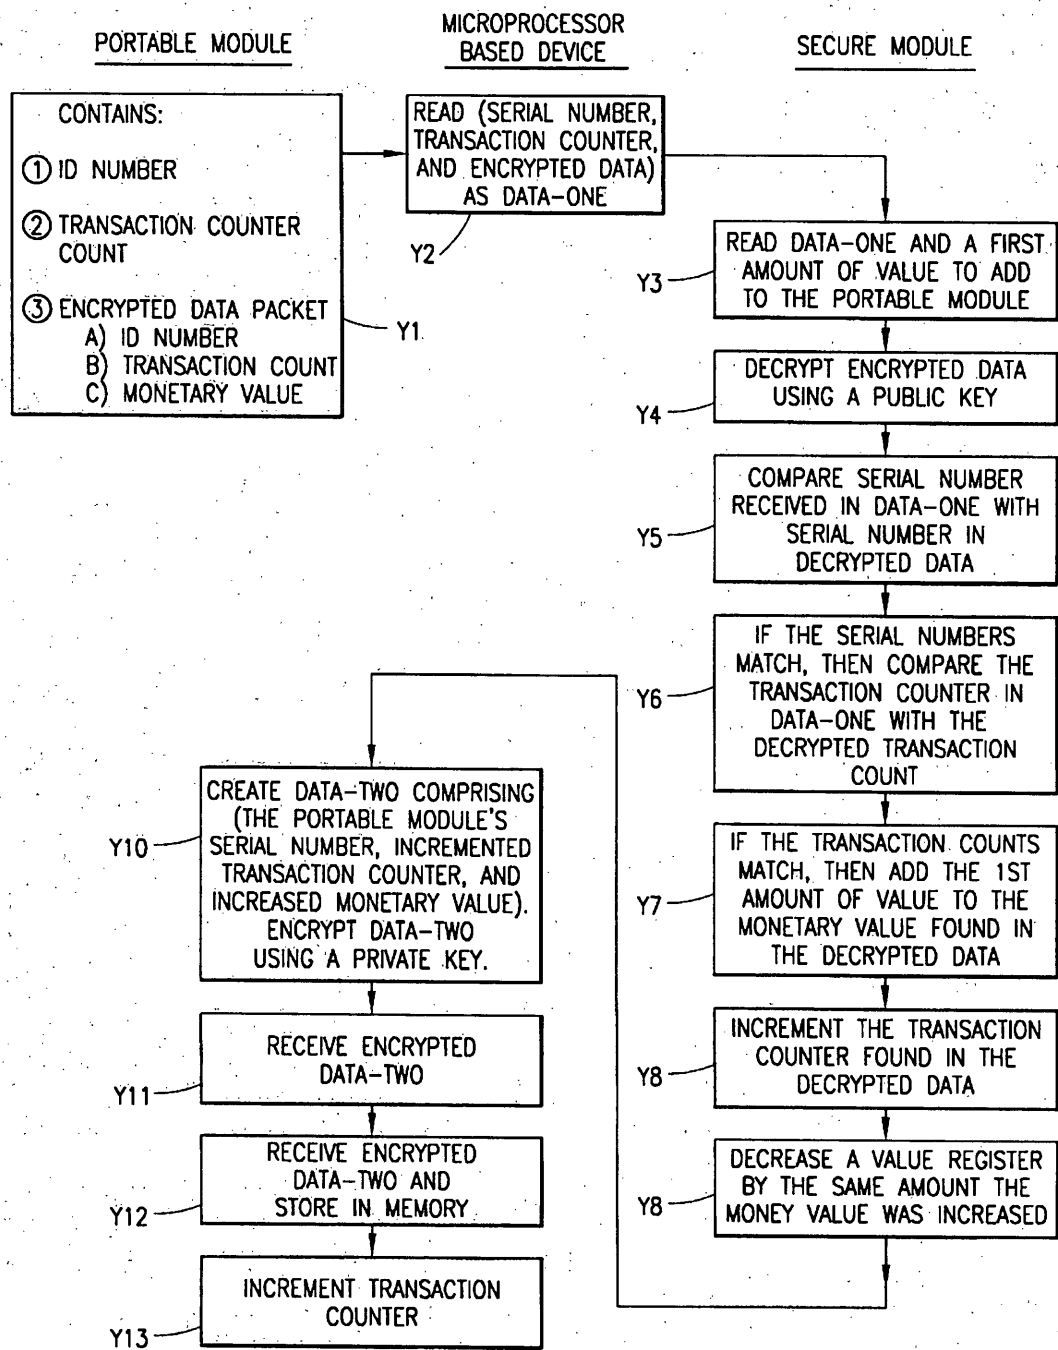 PORTABLE MODULE
MICROPROCESSOR
BASED DEVICE
SECURE MODULE
CONTAINS:
① ID NUMBER
② TRANSACTION COUNTER
COUNT
③ ENCRYPTED DATA PACKET
A) ID NUMBER
B) TRANSACTION COUNT
C) MONETARY VALUE
Y1
READ (SERIAL NUMBER,
TRANSACTION COUNTER,
AND ENCRYPTED DATA)
AS DATA-ONE
Y2
READ DATA-ONE AND A FIRST
AMOUNT OF VALUE TO ADD
TO THE PORTABLE MODULE
Y3
DECRYPT ENCRYPTED DATA
USING A PUBLIC KEY
Y4
COMPARE SERIAL NUMBER
RECEIVED IN DATA-ONE WITH
SERIAL NUMBER IN
DECRYPTED DATA
Y5
IF THE SERIAL NUMBERS
MATCH, THEN COMPARE THE
TRANSACTION COUNTER IN
DATA-ONE WITH THE
DECRYPTED TRANSACTION
COUNT
Y6
IF THE TRANSACTION COUNTS
MATCH, THEN ADD THE 1ST
AMOUNT OF VALUE TO THE
MONETARY VALUE FOUND IN
THE DECRYPTED DATA
Y7
INCREMENT THE TRANSACTION
COUNTER FOUND IN THE
DECRYPTED DATA
Y8
DECREASE A VALUE REGISTER
BY THE SAME AMOUNT THE
MONEY VALUE WAS INCREASED
Y8
CREATE DATA-TWO COMPRISING
(THE PORTABLE MODULE'S
SERIAL NUMBER, INCREMENTED
TRANSACTION COUNTER, AND
INCREASED MONETARY VALUE).
ENCRYPT DATA-TWO
USING A PRIVATE KEY.
Y10
RECEIVE ENCRYPTED
DATA-TWO
Y11
RECEIVE ENCRYPTED
DATA-TWO AND
STORE IN MEMORY
Y12
INCREMENT TRANSACTION
COUNTER
Y13